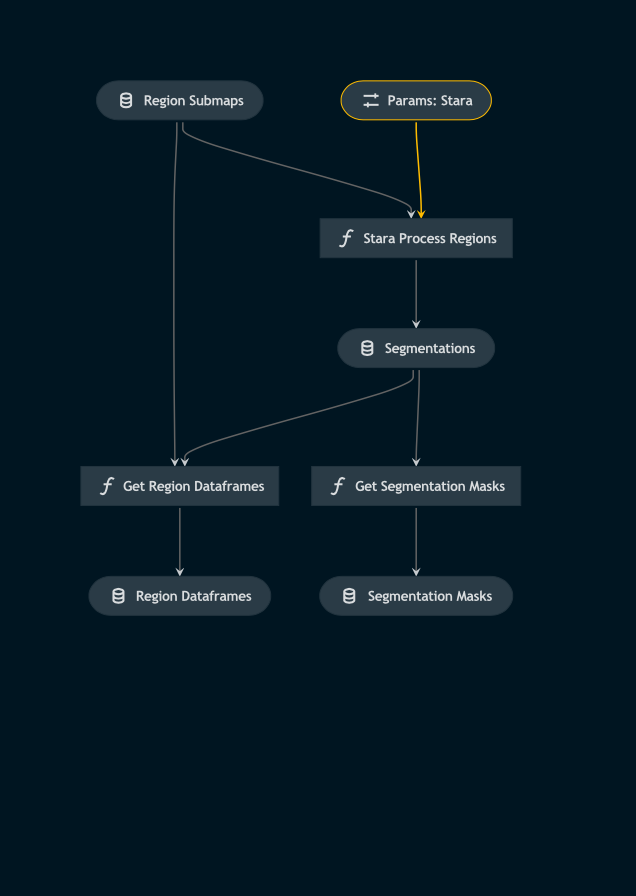 Region Submaps
Params: Stara
Stara Process Regions
Segmentations
Get Region Dataframes
Get Segmentation Masks
Region Dataframes
Segmentation Masks